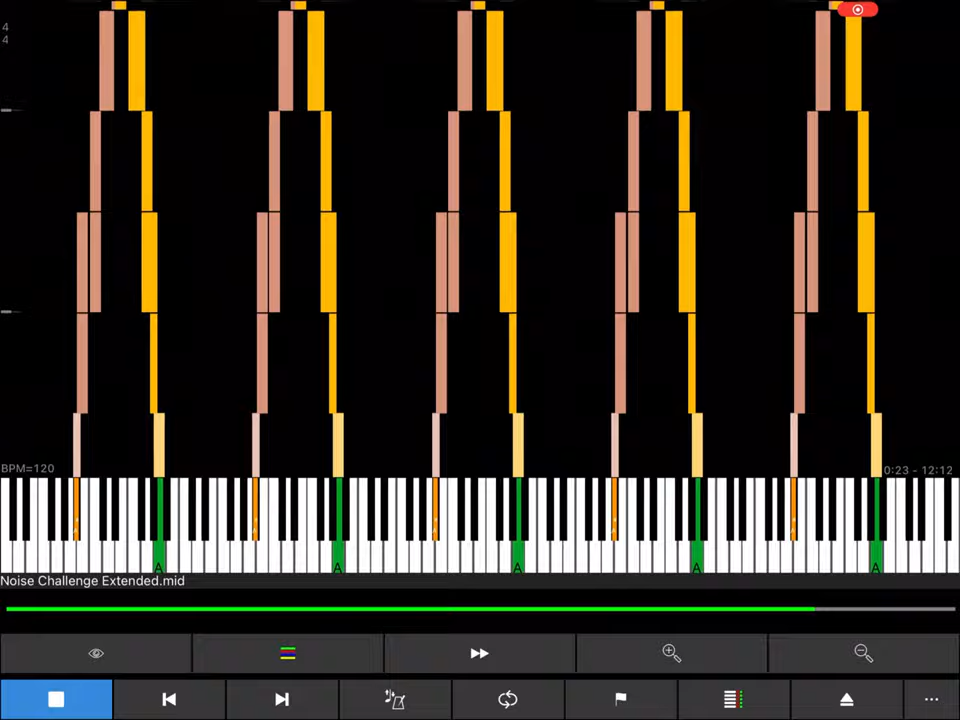 4
4
BPM=120
0:23 - 12:12
A A A A A
Noise Challenge Extended.mid